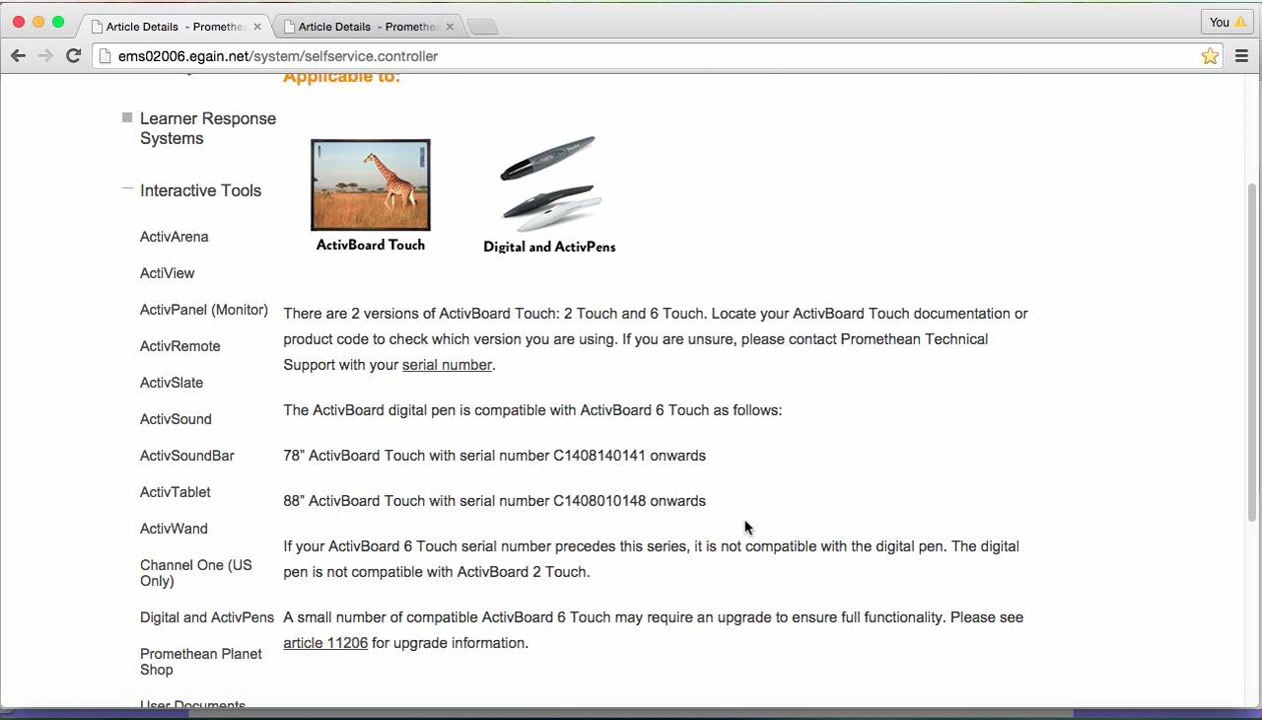 Article Details - Promethe
Article Details - Promethe
You
ems02006.egain.net/system/selfservice.controller
Applicable to:
Learner Response
Systems
Interactive Tools
ActivArena
ActiView
ActivPanel (Monitor)
ActivRemote
ActivSlate
ActivSound
ActivSoundBar
ActivTablet
ActivWand
Channel One (US
Only)
Digital and ActivPens
Promethean Planet
Shop
User Documents
ActivBoard Touch
Digital and ActivPens
There are 2 versions of ActivBoard Touch: 2 Touch and 6 Touch. Locate your ActivBoard Touch documentation or
product code to check which version you are using. If you are unsure, please contact Promethean Technical
Support with your serial number.
The ActivBoard digital pen is compatible with ActivBoard 6 Touch as follows:
78” ActivBoard Touch with serial number C1408140141 onwards
88” ActivBoard Touch with serial number C1408010148 onwards
If your ActivBoard 6 Touch serial number precedes this series, it is not compatible with the digital pen. The digital
pen is not compatible with ActivBoard 2 Touch.
A small number of compatible ActivBoard 6 Touch may require an upgrade to ensure full functionality. Please see
article 11206 for upgrade information.